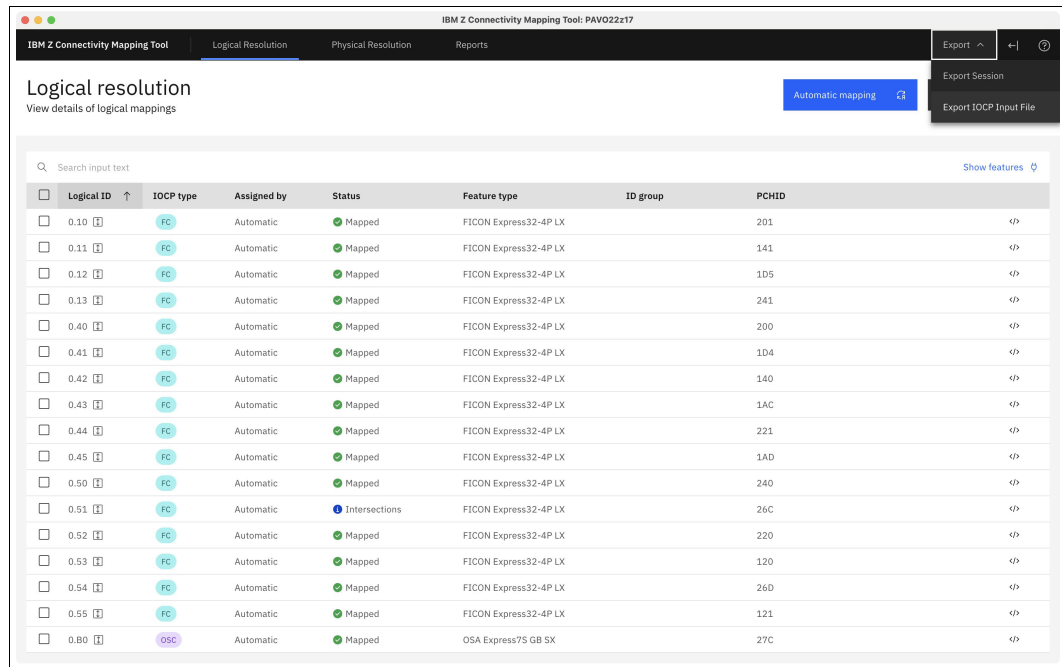 IBM Z Connectivity Mapping Tool: PAVO22z17
IBM Z Connectivity Mapping Tool Logical Resolution Physical Resolution Reports Export
Export Session
Export IOCP Input File
Logical resolution
View details of logical mappings
Automatic mapping
Search input text Show features
Logical ID IOCP type Assigned by Status Feature type ID group PCHID
0.10 FC Automatic Mapped FICON Express32-4P LX 201 </>
0.11 FC Automatic Mapped FICON Express32-4P LX 141 </>
0.12 FC Automatic Mapped FICON Express32-4P LX 1D5 </>
0.13 FC Automatic Mapped FICON Express32-4P LX 241 </>
0.40 FC Automatic Mapped FICON Express32-4P LX 200 </>
0.41 FC Automatic Mapped FICON Express32-4P LX 1D4 </>
0.42 FC Automatic Mapped FICON Express32-4P LX 140 </>
0.43 FC Automatic Mapped FICON Express32-4P LX 1AC </>
0.44 FC Automatic Mapped FICON Express32-4P LX 221 </>
0.45 FC Automatic Mapped FICON Express32-4P LX 1AD </>
0.50 FC Automatic Mapped FICON Express32-4P LX 240 </>
0.51 FC Automatic Intersections FICON Express32-4P LX 26C </>
0.52 FC Automatic Mapped FICON Express32-4P LX 220 </>
0.53 FC Automatic Mapped FICON Express32-4P LX 120 </>
0.54 FC Automatic Mapped FICON Express32-4P LX 26D </>
0.55 FC Automatic Mapped FICON Express32-4P LX 121 </>
0.B0 OSC Automatic Mapped OSA Express7S GB SX 27C </>